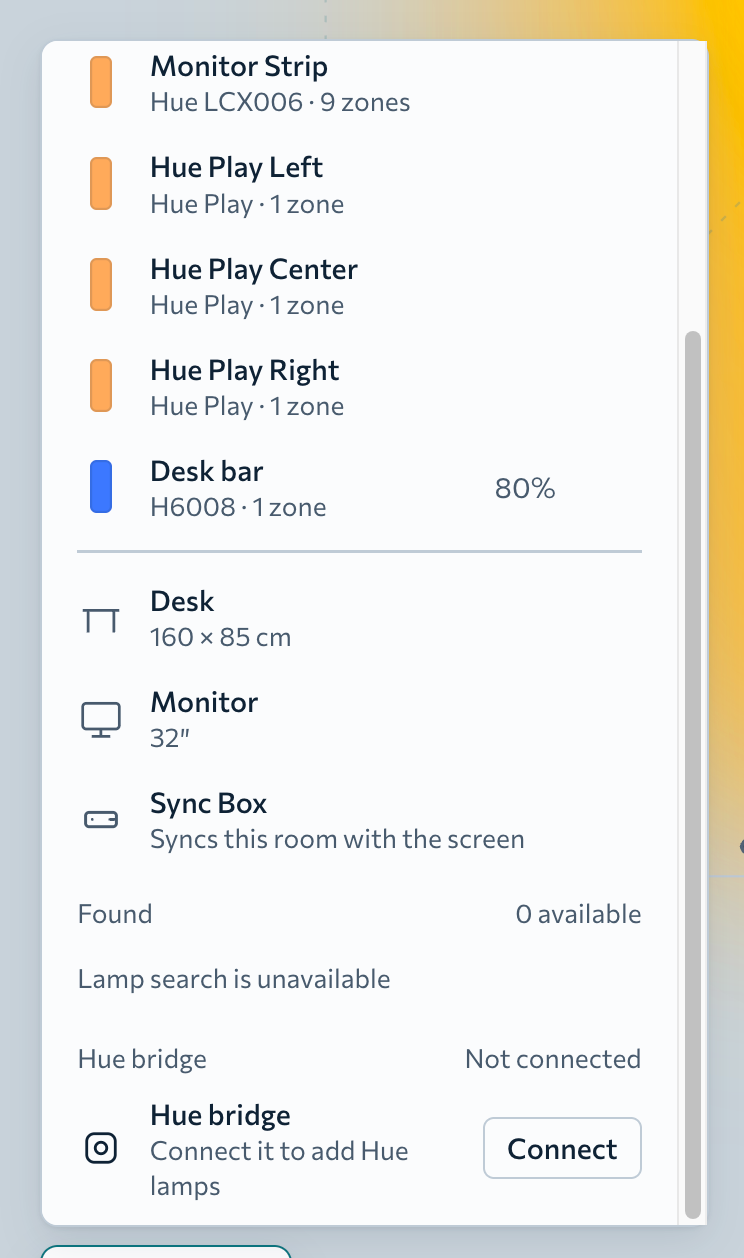 Monitor Strip
Hue LCX006 · 9 zones
Hue Play Left
Hue Play · 1 zone
Hue Play Center
Hue Play · 1 zone
Hue Play Right
Hue Play · 1 zone
Desk bar
H6008 · 1 zone
80%
Desk
160 × 85 cm
Monitor
32″
Sync Box
Syncs this room with the screen
Found
0 available
Lamp search is unavailable
Hue bridge
Not connected
Hue bridge
Connect it to add Hue
lamps
Connect